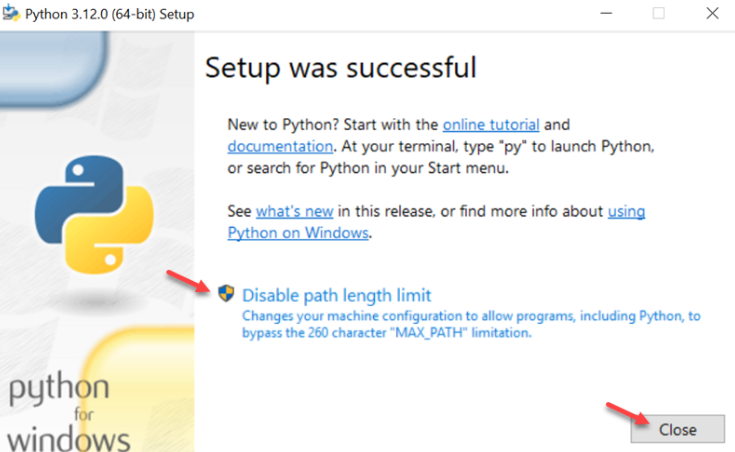 Python 3.12.0 (64-bit) Setup
Setup was successful
New to Python? Start with the online tutorial and
documentation. At your terminal, type "py" to launch Python,
or search for Python in your Start menu.
See what's new in this release, or find more info about using
Python on Windows.
Disable path length limit
Changes your machine configuration to allow programs, including Python, to
bypass the 260 character "MAX_PATH" limitation.
python
for
windows
Close